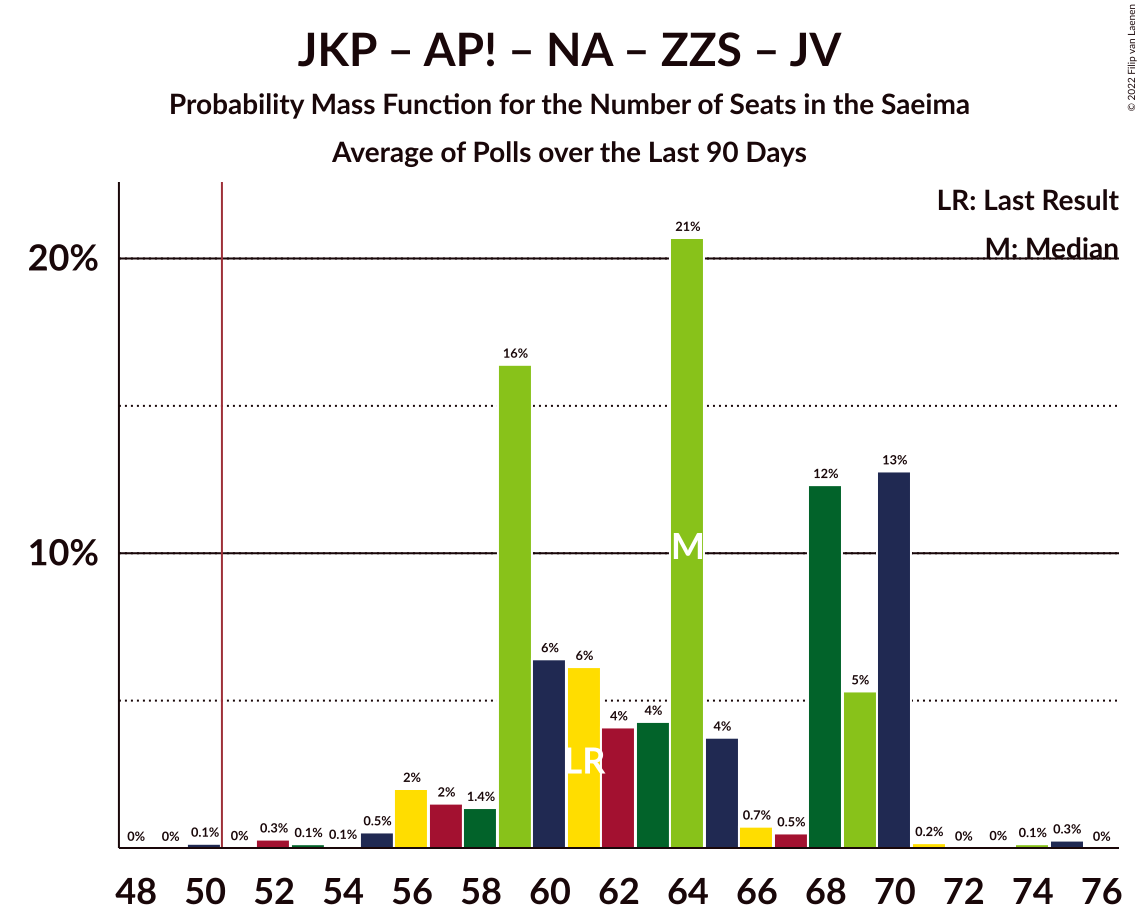 JKP – AP! – NA – ZZS – JV
Probability Mass Function for the Number of Seats in the Saeima
Average of Polls over the Last 90 Days
© 2022 Filip van Laenen
LR: Last Result
M: Median
20%
10%
0% 0% 0.1% 0% 0.3% 0.1% 0.1% 0.5% 2% 2% 1.4% 16% 6% 6% 4% 4% 21% 4% 0.7% 0.5% 12% 5% 13% 0.2% 0% 0% 0.1% 0.3% 0%
M
LR
48 50 52 54 56 58 60 62 64 66 68 70 72 74 76